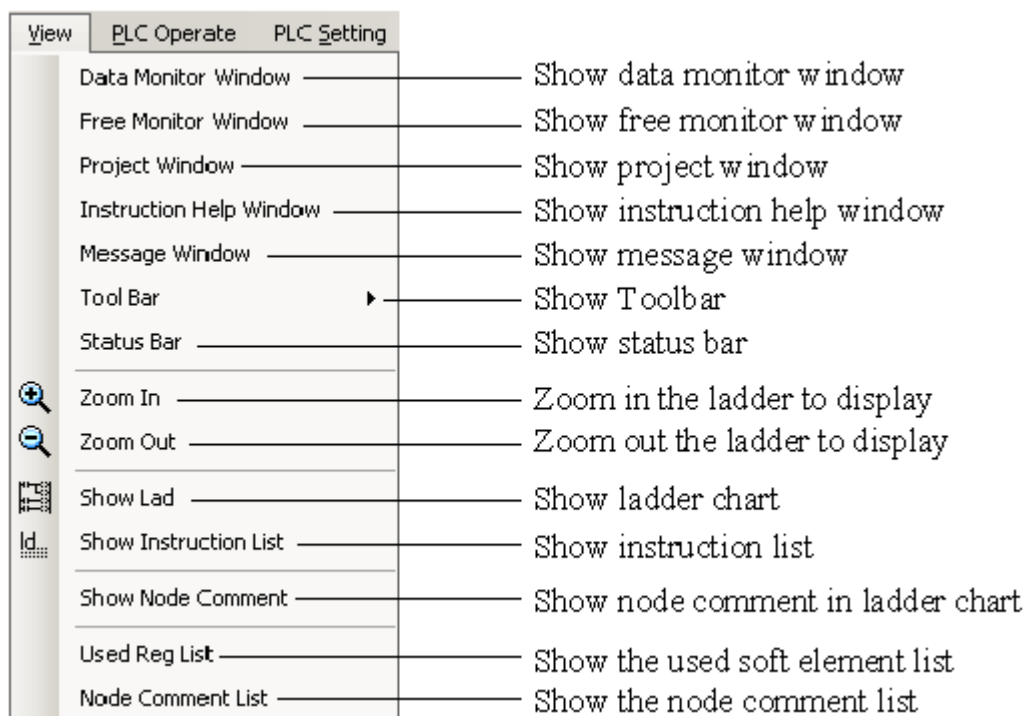 View PLC Operate PLC Setting
Data Monitor Window Show data monitor window
Free Monitor Window Show free monitor window
Project Window Show project window
Instruction Help Window Show instruction help window
Message Window Show message window
Tool Bar Show Toolbar
Status Bar Show status bar
Zoom In Zoom in the ladder to display
Zoom Out Zoom out the ladder to display
Show Lad Show ladder chart
ld... Show Instruction List Show instruction list
Show Node Comment Show node comment in ladder chart
Used Reg List Show the used soft element list
Node Comment List Show the node comment list